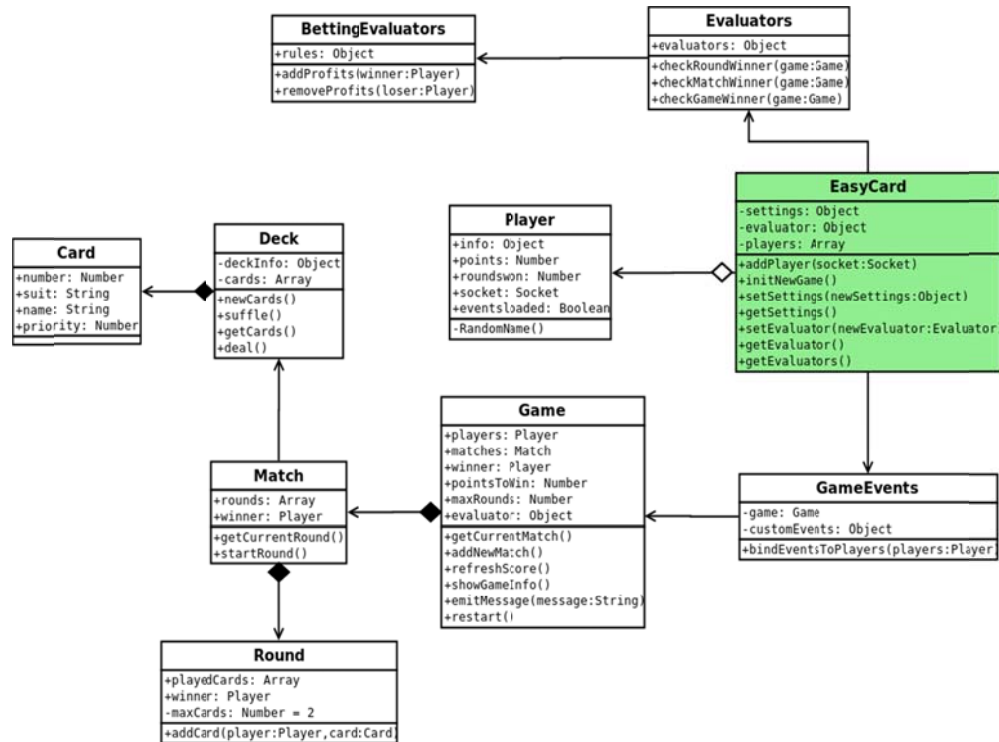 BettingEvaluators
+rules: Object
+addProfits(winner:Player)
+removeProfits(loser:Player)
Evaluators
+evaluators: Object
+checkRoundWinner(game:Game)
+checkMatchWinner(game:Game)
+checkGameWinner(game:Game)
EasyCard
-settings: Object
-evaluator: Object
-players: Array
+addPlayer(socket:Socket)
+initNewGame()
+setSettings(newSettings:Object)
+getSettings()
+setEvaluator(newEvaluator:Evaluator
+getEvaluator()
+getEvaluators()
Player
+info: Object
+points: Number
+roundswon: Number
+socket: Socket
+eventsloaded: Boolean
-RandomName()
Deck
-deckInfo: Object
-cards: Array
+newCards()
+suffle()
+getCards()
+deal()
Card
+number: Number
+suit: String
+name: String
+priority: Number
Game
+players: Player
+matches: Match
+winner: Player
+pointsToWin: Number
+maxRounds: Number
+evaluator: Object
+getCurrentMatch()
+addNewMatch()
+refreshScore()
+showGameInfo()
+emitMessage(message:String)
+restart()
Match
+rounds: Array
+winner: Player
+getCurrentRound()
+startRound()
GameEvents
-game: Game
-customEvents: Object
+bindEventsToPlayers(players:Player)
Round
+playedCards: Array
+winner: Player
-maxCards: Number = 2
+addCard(player:Player,card:Card)